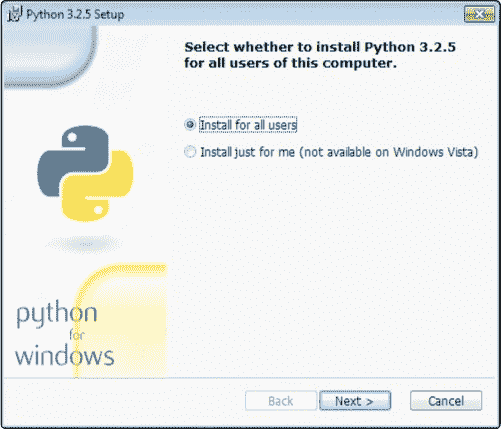 Python 3.2.5 Setup
Select whether to install Python 3.2.5
for all users of this computer.
Install for all users
Install just for me (not available on Windows Vista)
python
for
windows
Back
Next >
Cancel